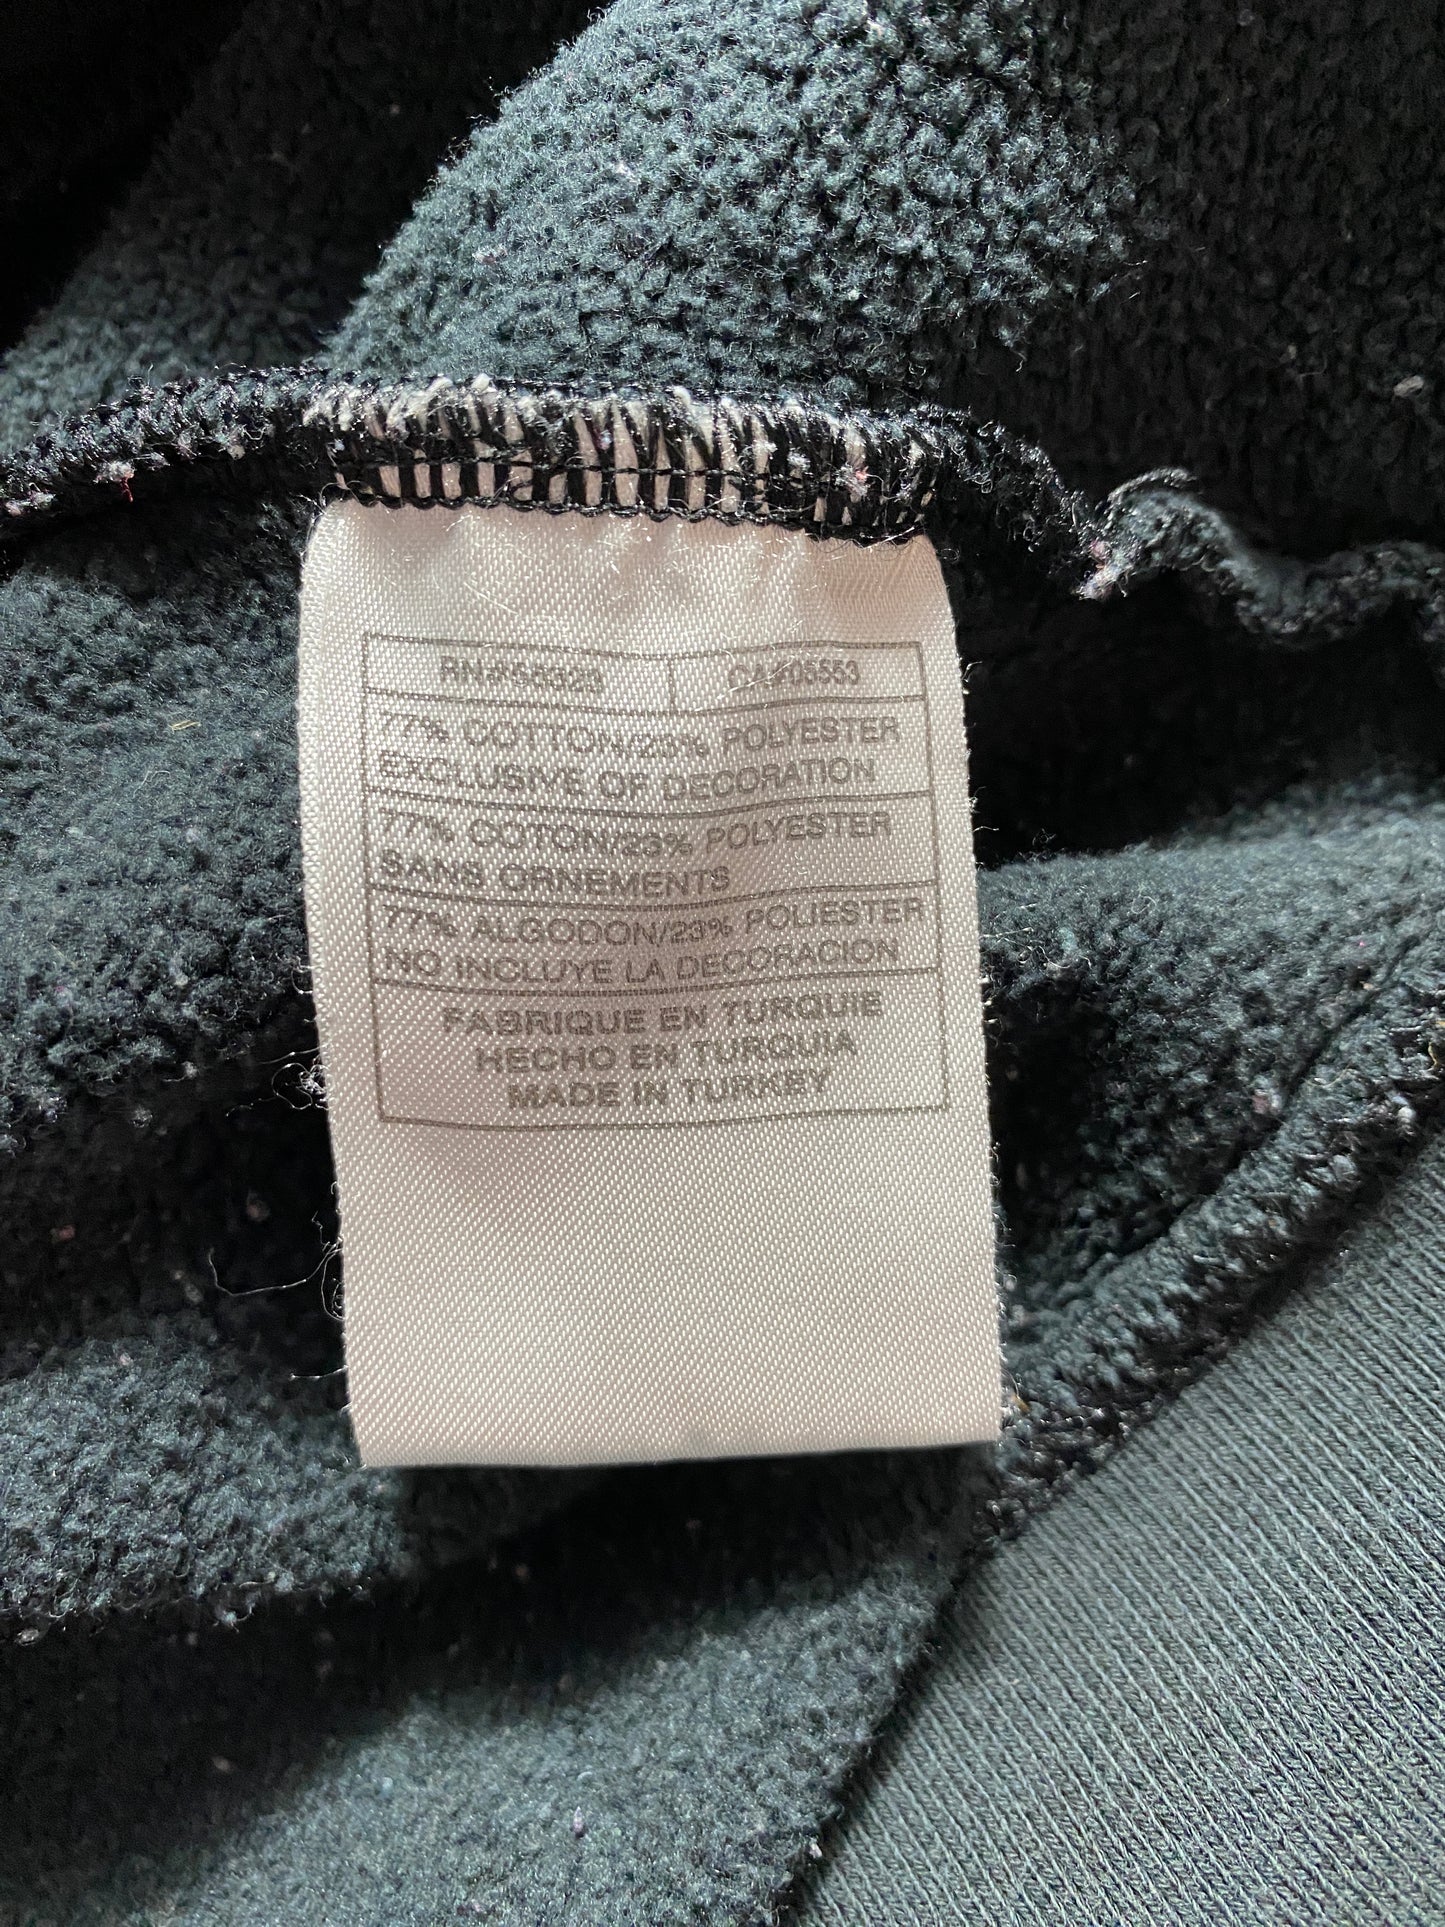 RN#58323 CA#05553
77% COTTON/23% POLYESTER
EXCLUSIVE OF DECORATION
77% COTON/23% POLYESTER
SANS ORNEMENTS
77% ALGODON/23% POLIESTER
NO INCLUYE LA DECORACION
FABRIQUE EN TURQUIE
HECHO EN TURQUIA
MADE IN TURKEY